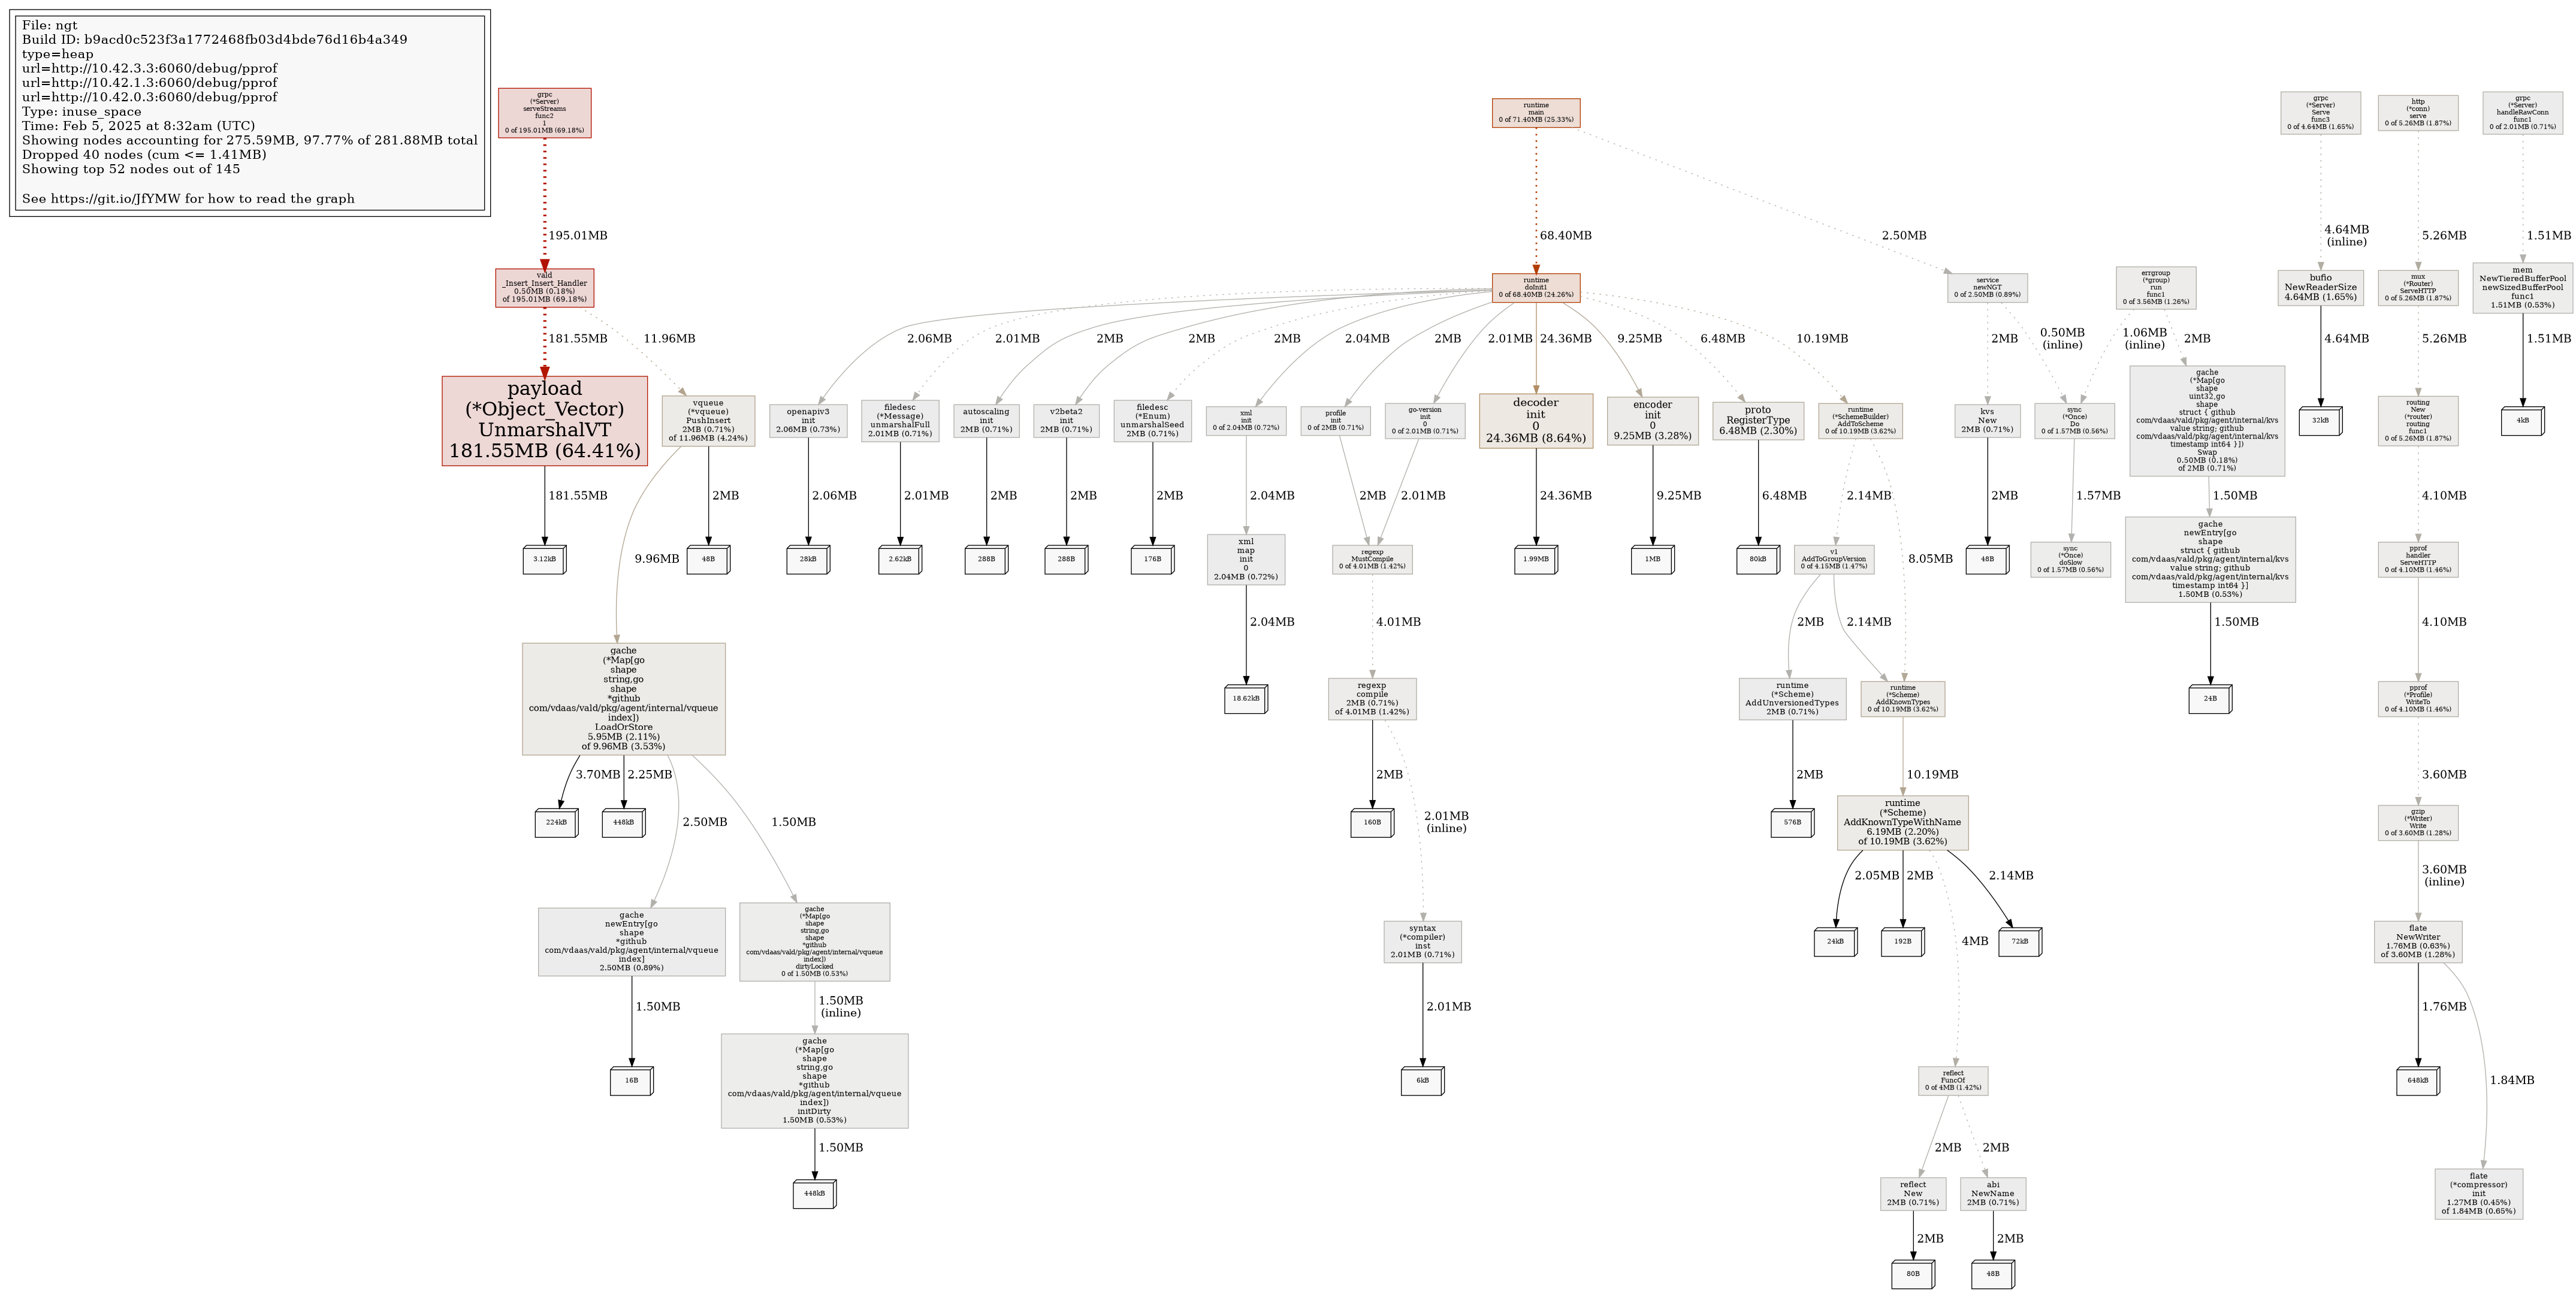 File: ngt
Build ID: b9acd0c523f3a1772468fb03d4bde76d16b4a349
type=heap
url=http://10.42.3.3:6060/debug/pprof
url=http://10.42.1.3:6060/debug/pprof
url=http://10.42.0.3:6060/debug/pprof
Type: inuse_space
Time: Feb 5, 2025 at 8:32am (UTC)
Showing nodes accounting for 275.59MB, 97.77% of 281.88MB total
Dropped 40 nodes (cum <= 1.41MB)
Showing top 52 nodes out of 145
See https://git.io/JfYMW for how to read the graph
grpc
(*Server)
serveStreams
func2
1
0 of 195.01MB (69.18%)
195.01MB
vald
_Insert_Insert_Handler
0.50MB (0.18%)
of 195.01MB (69.18%)
181.55MB
11.96MB
payload
(*Object_Vector)
UnmarshalVT
181.55MB (64.41%)
181.55MB
3.12kB
vqueue
(*vqueue)
PushInsert
2MB (0.71%)
of 11.96MB (4.24%)
9.96MB
2MB
48B
gache
(*Map[go
shape
string,go
shape
*github
com/vdaas/vald/pkg/agent/internal/vqueue
index])
LoadOrStore
5.95MB (2.11%)
of 9.96MB (3.53%)
3.70MB
2.25MB
224kB
448kB
2.50MB
1.50MB
gache
newEntry[go
shape
*github
com/vdaas/vald/pkg/agent/internal/vqueue
index]
2.50MB (0.89%)
1.50MB
16B
gache
(*Map[go
shape
string,go
shape
*github
com/vdaas/vald/pkg/agent/internal/vqueue
index])
dirtyLocked
0 of 1.50MB (0.53%)
1.50MB
(inline)
gache
(*Map[go
shape
string,go
shape
*github
com/vdaas/vald/pkg/agent/internal/vqueue
index])
initDirty
1.50MB (0.53%)
1.50MB
448kB
runtime
main
0 of 71.40MB (25.33%)
68.40MB
2.50MB
runtime
doInit1
0 of 68.40MB (24.26%)
2.06MB
2.01MB
2MB
2MB
2MB
2.04MB
2MB
2.01MB
24.36MB
9.25MB
6.48MB
10.19MB
openapiv3
init
2.06MB (0.73%)
2.06MB
28kB
filedesc
(*Message)
unmarshalFull
2.01MB (0.71%)
2.01MB
2.62kB
autoscaling
init
2MB (0.71%)
2MB
288B
v2beta2
init
2MB (0.71%)
2MB
288B
filedesc
(*Enum)
unmarshalSeed
2MB (0.71%)
2MB
176B
xml
init
0 of 2.04MB (0.72%)
2.04MB
xml
map
init
0
2.04MB (0.72%)
2.04MB
18.62kB
profile
init
0 of 2MB (0.71%)
2MB
go-version
init
0
0 of 2.01MB (0.71%)
2.01MB
regexp
MustCompile
0 of 4.01MB (1.42%)
4.01MB
regexp
compile
2MB (0.71%)
of 4.01MB (1.42%)
2MB
160B
2.01MB
(inline)
syntax
(*compiler)
inst
2.01MB (0.71%)
2.01MB
6kB
decoder
init
0
24.36MB (8.64%)
24.36MB
1.99MB
encoder
init
0
9.25MB (3.28%)
9.25MB
1MB
proto
RegisterType
6.48MB (2.30%)
6.48MB
80kB
runtime
(*SchemeBuilder)
AddToScheme
0 of 10.19MB (3.62%)
2.14MB
8.05MB
v1
AddToGroupVersion
0 of 4.15MB (1.47%)
2MB
2.14MB
runtime
(*Scheme)
AddUnversionedTypes
2MB (0.71%)
2MB
576B
runtime
(*Scheme)
AddKnownTypes
0 of 10.19MB (3.62%)
10.19MB
runtime
(*Scheme)
AddKnownTypeWithName
6.19MB (2.20%)
of 10.19MB (3.62%)
2.05MB
2MB
2.14MB
24kB
192B
72kB
4MB
reflect
FuncOf
0 of 4MB (1.42%)
2MB
2MB
reflect
New
2MB (0.71%)
2MB
80B
abi
NewName
2MB (0.71%)
2MB
48B
service
newNGT
0 of 2.50MB (0.89%)
2MB
0.50MB
(inline)
kvs
New
2MB (0.71%)
2MB
48B
errgroup
(*group)
run
func1
0 of 3.56MB (1.26%)
1.06MB
(inline)
2MB
sync
(*Once)
Do
0 of 1.57MB (0.56%)
1.57MB
sync
(*Once)
doSlow
0 of 1.57MB (0.56%)
gache
(*Map[go
shape
uint32,go
shape
struct { github
com/vdaas/vald/pkg/agent/internal/kvs
value string; github
com/vdaas/vald/pkg/agent/internal/kvs
timestamp int64 }])
Swap
0.50MB (0.18%)
of 2MB (0.71%)
1.50MB
gache
newEntry[go
shape
struct { github
com/vdaas/vald/pkg/agent/internal/kvs
value string; github
com/vdaas/vald/pkg/agent/internal/kvs
timestamp int64 }]
1.50MB (0.53%)
1.50MB
24B
grpc
(*Server)
Serve
func3
0 of 4.64MB (1.65%)
4.64MB
(inline)
bufio
NewReaderSize
4.64MB (1.65%)
4.64MB
32kB
http
(*conn)
serve
0 of 5.26MB (1.87%)
5.26MB
mux
(*Router)
ServeHTTP
0 of 5.26MB (1.87%)
5.26MB
routing
New
(*router)
routing
func1
0 of 5.26MB (1.87%)
4.10MB
pprof
handler
ServeHTTP
0 of 4.10MB (1.46%)
4.10MB
pprof
(*Profile)
WriteTo
0 of 4.10MB (1.46%)
3.60MB
gzip
(*Writer)
Write
0 of 3.60MB (1.28%)
3.60MB
(inline)
flate
NewWriter
1.76MB (0.63%)
of 3.60MB (1.28%)
1.76MB
648kB
1.84MB
flate
(*compressor)
init
1.27MB (0.45%)
of 1.84MB (0.65%)
grpc
(*Server)
handleRawConn
func1
0 of 2.01MB (0.71%)
1.51MB
mem
NewTieredBufferPool
newSizedBufferPool
func1
1.51MB (0.53%)
1.51MB
4kB